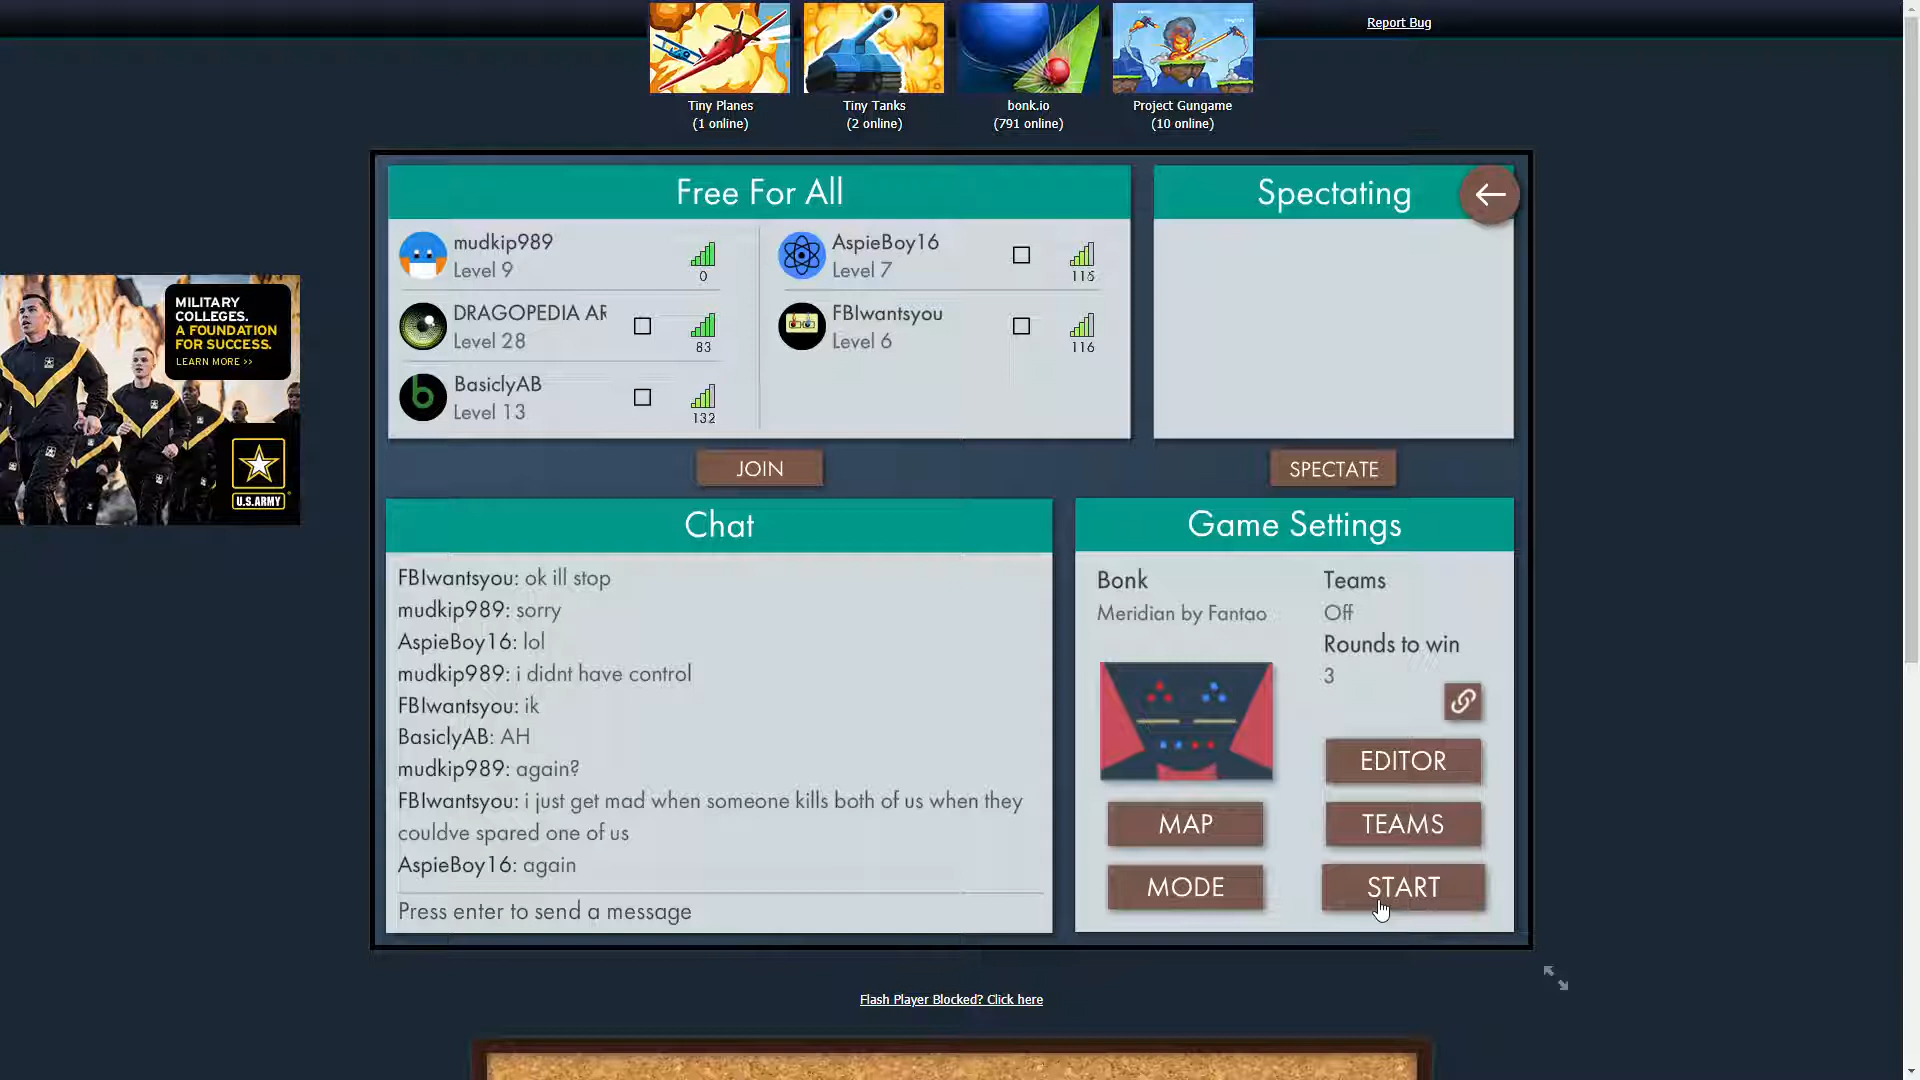 Report Bug
Tiny Planes
(1 online)
Tiny Tanks
(2 online)
bonk.io
(791 online)
Project Gungame
(10 online)
Free For All
mudkip989
Level 9
0
DRAGOPEDIA AR
Level 28
83
BasiclyAB
Level 13
132
AspieBoy16
Level 7
115
FBIwantsyou
Level 6
116
JOIN
Spectating
SPECTATE
MILITARY
COLLEGES.
A FOUNDATION
FOR SUCCESS.
LEARN MORE >>
U.S.ARMY
Chat
FBIwantsyou: ok ill stop
mudkip989: sorry
AspieBoy16: lol
mudkip989: i didnt have control
FBIwantsyou: ik
BasiclyAB: AH
mudkip989: again?
FBIwantsyou: i just get mad when someone kills both of us when they
couldve spared one of us
AspieBoy16: again
Press enter to send a message
Game Settings
Bonk
Meridian by Fantao
Teams
Off
Rounds to win
3
EDITOR
MAP
TEAMS
MODE
START
Flash Player Blocked? Click here